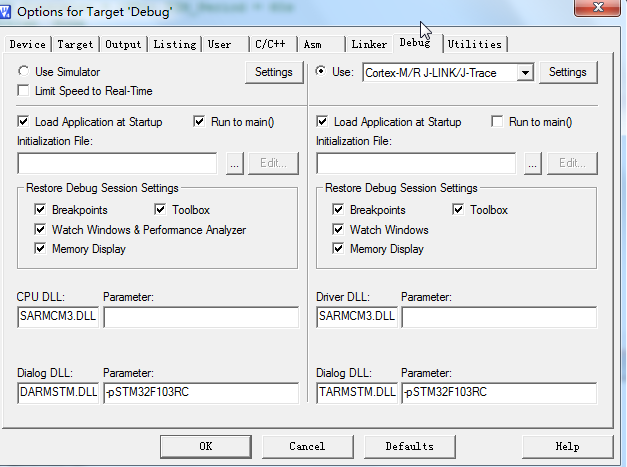 Options for Target 'Debug'
Device Target Output Listing User C/C++ Asm Linker Debug Utilities
Use Simulator Settings
Limit Speed to Real-Time
Use: Cortex-M/R J-LINK/J-Trace Settings
Load Application at Startup Run to main()
Initialization File:
... Edit...
Restore Debug Session Settings
Breakpoints Toolbox
Watch Windows & Performance Analyzer
Memory Display
Load Application at Startup Run to main()
Initialization File:
... Edit...
Restore Debug Session Settings
Breakpoints Toolbox
Watch Windows
Memory Display
CPU DLL: Parameter:
SARMCM3.DLL
Driver DLL: Parameter:
SARMCM3.DLL
Dialog DLL: Parameter:
DARMSTM.DLL -pSTM32F103RC
Dialog DLL: Parameter:
TARMSTM.DLL -pSTM32F103RC
OK Cancel Defaults Help